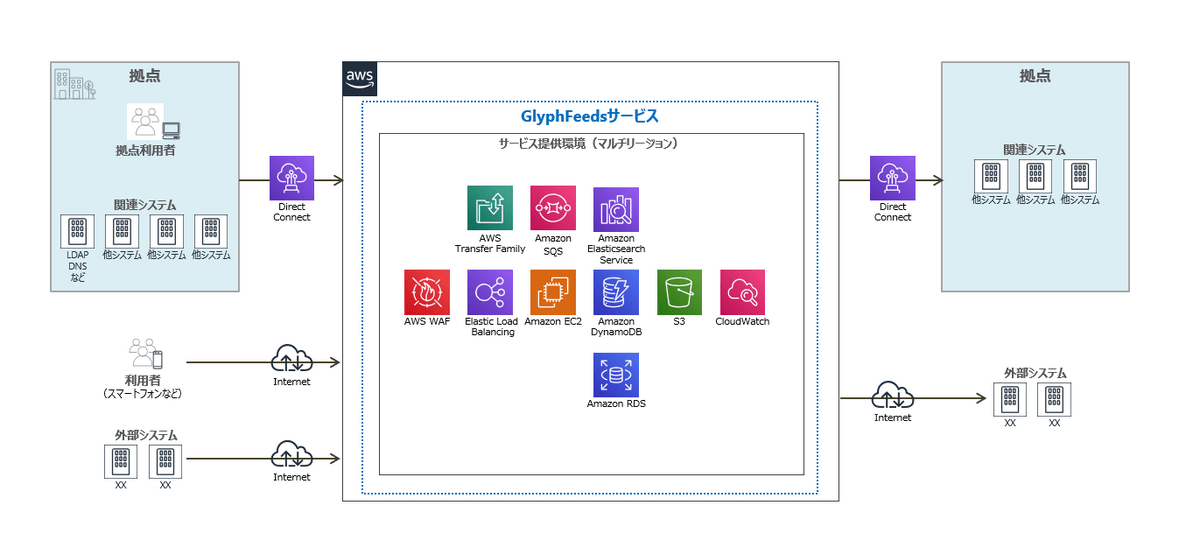 拠点
拠点利用者
関連システム
LDAP
DNS
など
他システム
他システム
他システム
Direct
Connect
利用者
(スマートフォンなど)
Internet
外部システム
XX
XX
Internet
aws
GlyphFeedsサービス
サービス提供環境（マルチリージョン）
AWS
Transfer Family
Amazon
SQS
Amazon
Elasticsearch
Service
AWS WAF
Elastic Load
Balancing
Amazon EC2
Amazon
DynamoDB
S3
CloudWatch
Amazon RDS
Direct
Connect
拠点
関連システム
他システム
他システム
他システム
Internet
外部システム
XX
XX